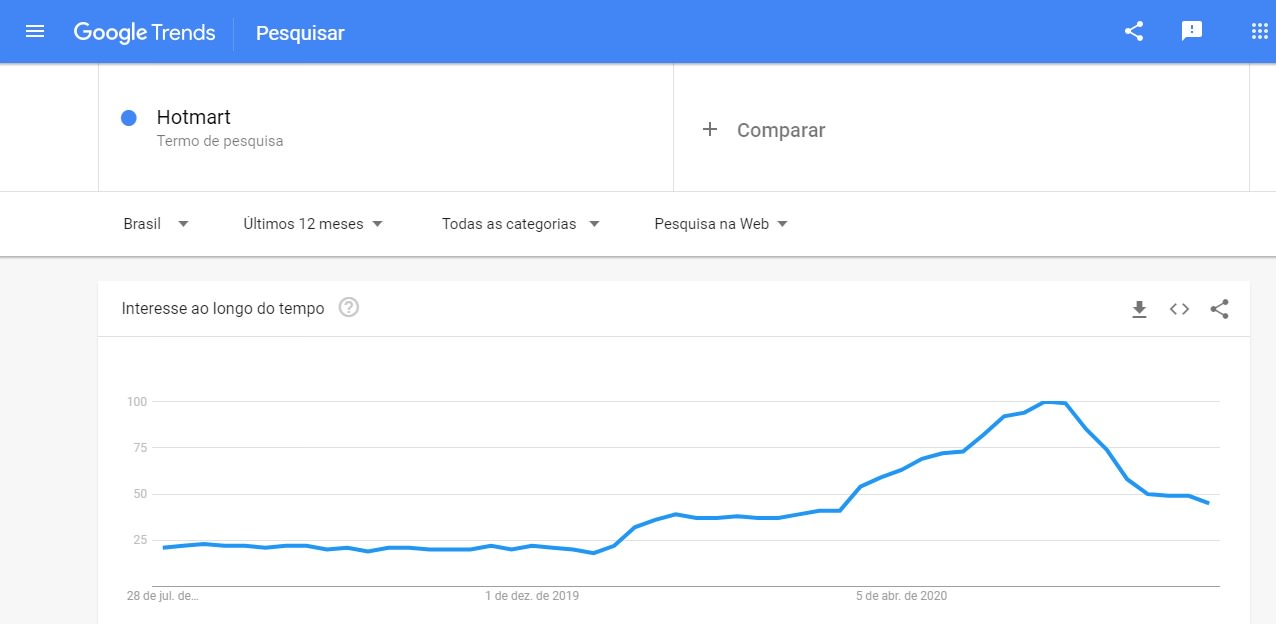 Google Trends Pesquisar
Hotmart
Termo de pesquisa
+ Comparar
Brasil Últimos 12 meses Todas as categorias Pesquisa na Web
Interesse ao longo do tempo ?
100
75
50
25
28 de jul. de... 1 de dez. de 2019 5 de abr. de 2020